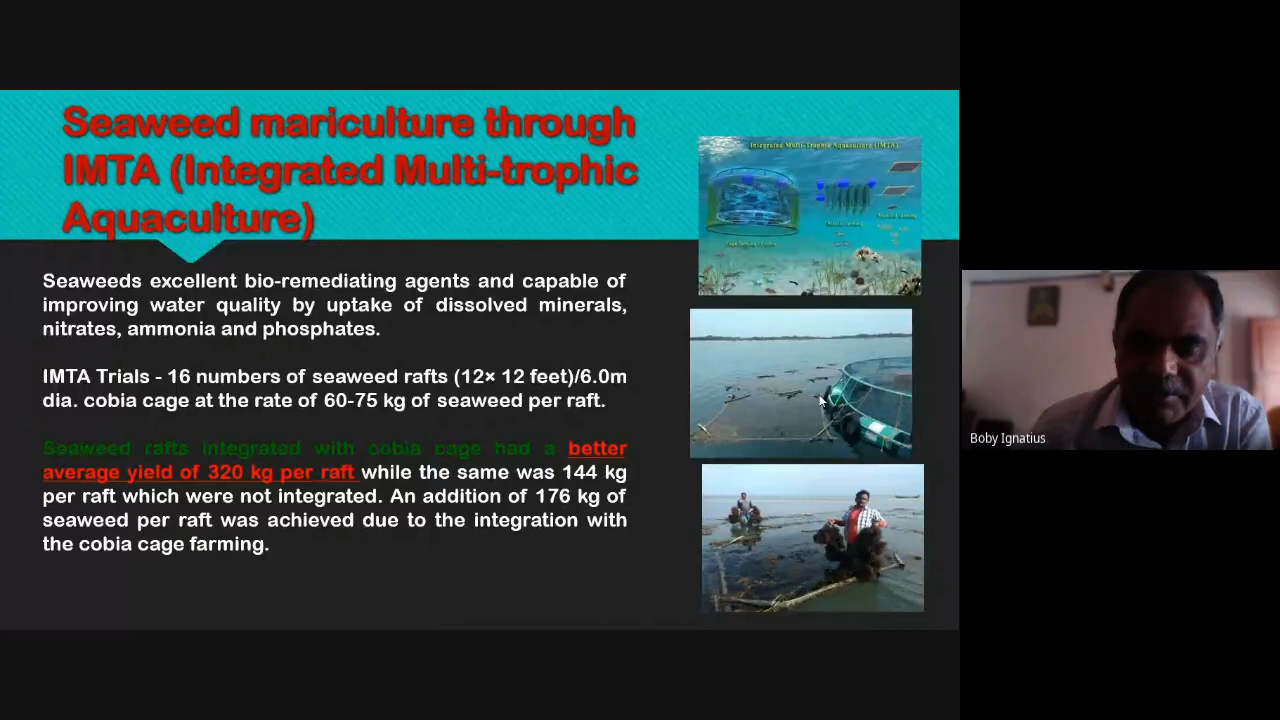 Seaweed mariculture through
IMTA (Integrated Multi-trophic
Aquaculture)
Integrated Multi-Trophic Aquaculture (IMTA)
Seaweeds excellent bio-remediating agents and capable of
improving water quality by uptake of dissolved minerals,
nitrates, ammonia and phosphates.
IMTA Trials - 16 numbers of seaweed rafts (12× 12 feet)/6.0m
dia. cobia cage at the rate of 60-75 kg of seaweed per raft.
Seaweed rafts integrated with cobia cage had a better
average yield of 320 kg per raft while the same was 144 kg
per raft which were not integrated. An addition of 176 kg of
seaweed per raft was achieved due to the integration with
the cobia cage farming.
Boby Ignatius